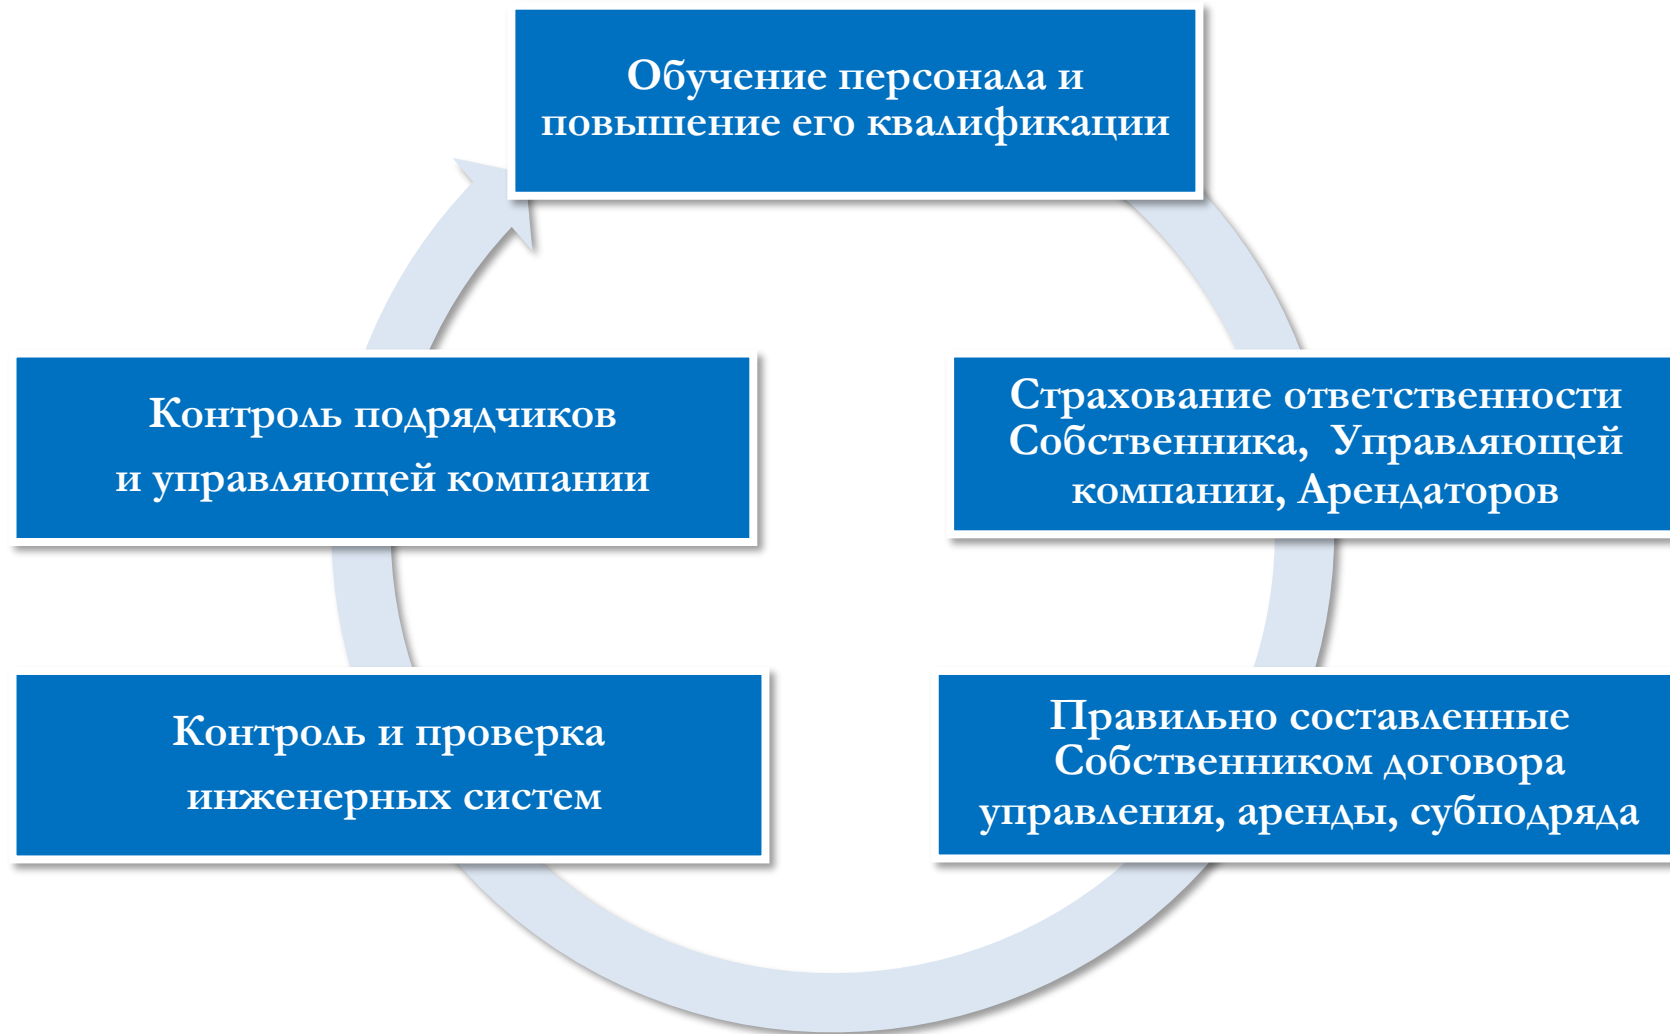 Обучение персонала и
повышение его квалификации
Страхование ответственности
Собственника, Управляющей
компании, Арендаторов
Правильно составленные
Собственником договора
управления, аренды, субподряда
Контроль и проверка
инженерных систем
Контроль подрядчиков
и управляющей компании